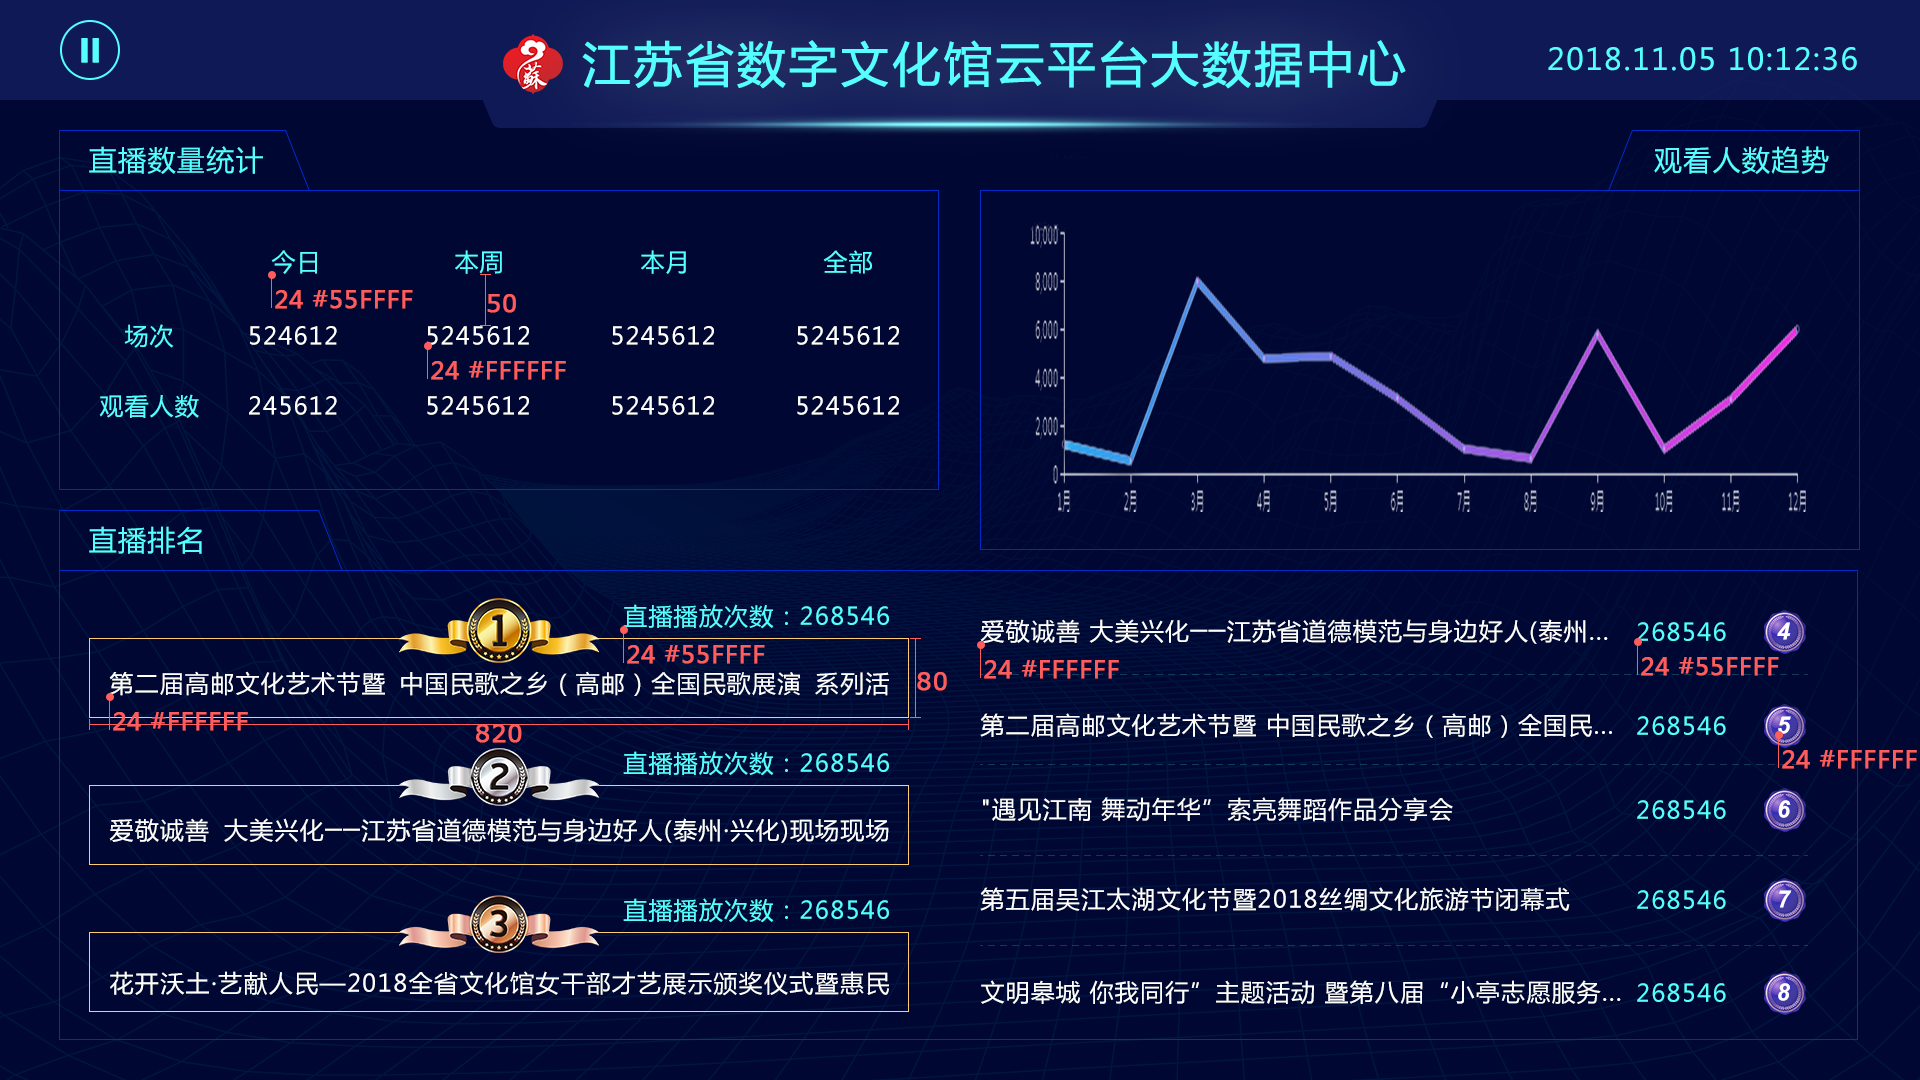 江苏省数字文化馆云平台大数据中心
2018.11.05 10:12:36
直播数量统计
今日 本周 本月 全部
24 #55FFFF
50
场次 524612 5245612 5245612 5245612
24 #FFFFFF
观看人数 245612 5245612 5245612 5245612
观看人数趋势
10,000
8,000
6,000
4,000
2,000
0
1月 2月 3月 4月 5月 6月 7月 8月 9月 10月 11月 12月
直播排名
1
直播播放次数：268546
24 #55FFFF
第二届高邮文化艺术节暨 中国民歌之乡（高邮）全国民歌展演 系列活
80
24 #FFFFFF
820
2
直播播放次数：268546
爱敬诚善 大美兴化——江苏省道德模范与身边好人(泰州·兴化)现场现场
3
直播播放次数：268546
花开沃土·艺献人民—2018全省文化馆女干部才艺展示颁奖仪式暨惠民
爱敬诚善 大美兴化——江苏省道德模范与身边好人(泰州... 268546 4
24 #FFFFFF
24 #55FFFF
第二届高邮文化艺术节暨 中国民歌之乡（高邮）全国民... 268546 5
24 #FFFFFF
"遇见江南 舞动年华”索亮舞蹈作品分享会 268546 6
第五届吴江太湖文化节暨2018丝绸文化旅游节闭幕式 268546 7
文明皋城 你我同行”主题活动 暨第八届“小亭志愿服务... 268546 8